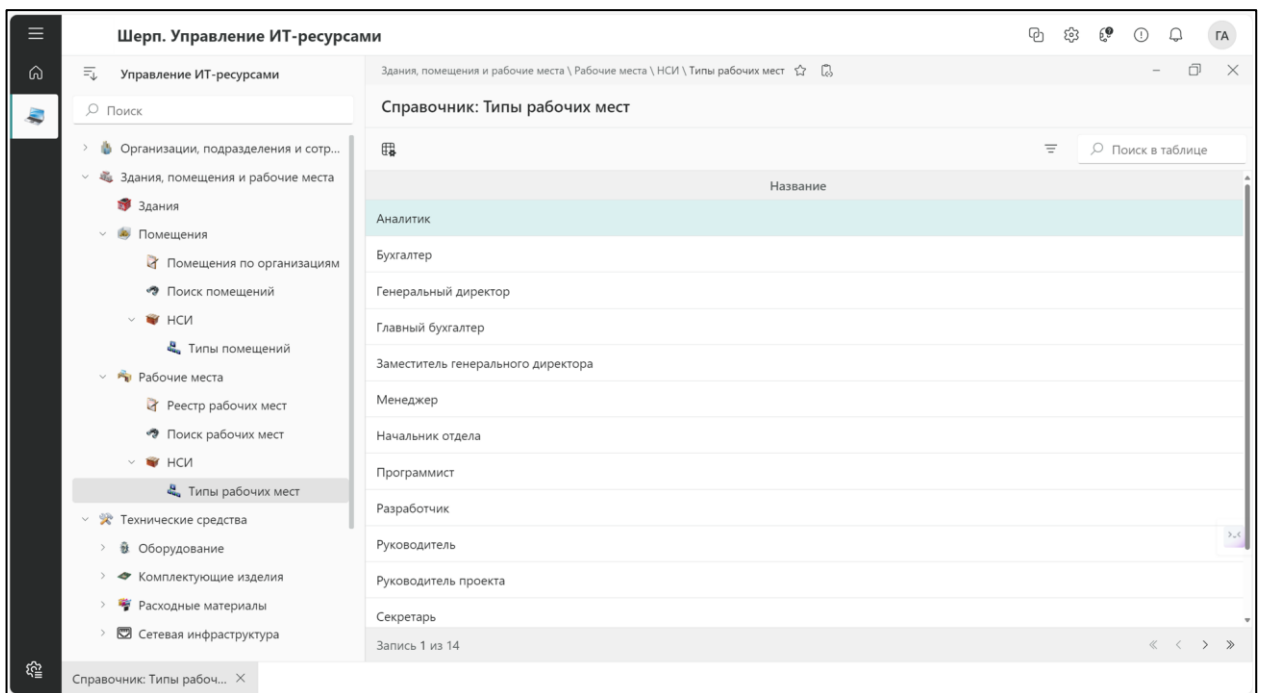 Шерп. Управление ИТ-ресурсами
ГА
Управление ИТ-ресурсами
Здания, помещения и рабочие места \ Рабочие места \ НСИ \ Типы рабочих мест
Поиск
Справочник: Типы рабочих мест
Организации, подразделения и сотр...
Здания, помещения и рабочие места
Здания
Помещения
Помещения по организациям
Поиск помещений
НСИ
Типы помещений
Рабочие места
Реестр рабочих мест
Поиск рабочих мест
НСИ
Типы рабочих мест
Технические средства
Оборудование
Комплектующие изделия
Расходные материалы
Сетевая инфраструктура
Поиск в таблице
Название
Аналитик
Бухгалтер
Генеральный директор
Главный бухгалтер
Заместитель генерального директора
Менеджер
Начальник отдела
Программист
Разработчик
Руководитель
Руководитель проекта
Секретарь
Запись 1 из 14
Справочник: Типы рабоч...